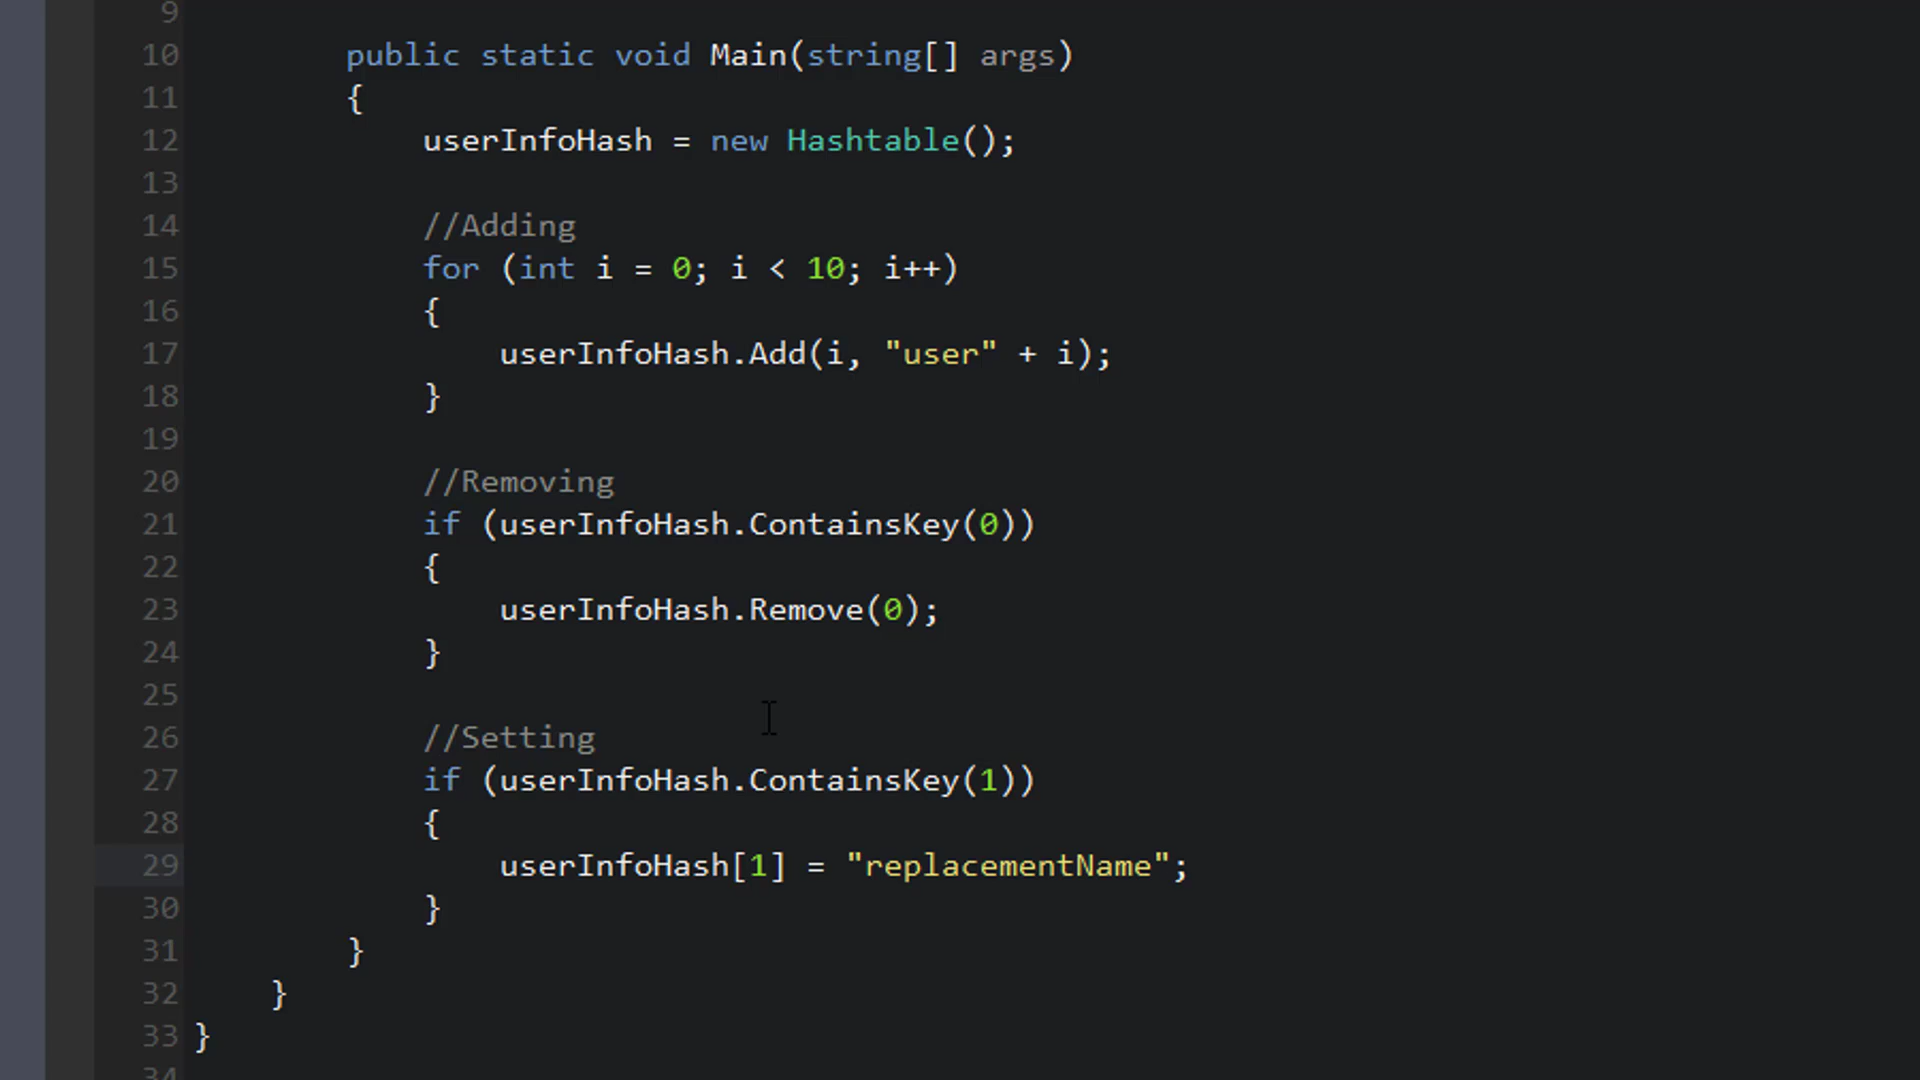 9
10 public static void Main(string[] args)
11 {
12 userInfoHash = new Hashtable();
13
14 //Adding
15 for (int i = 0; i < 10; i++)
16 {
17 userInfoHash.Add(i, "user" + i);
18 }
19
20 //Removing
21 if (userInfoHash.ContainsKey(0))
22 {
23 userInfoHash.Remove(0);
24 }
25
26 //Setting
27 if (userInfoHash.ContainsKey(1))
28 {
29 userInfoHash[1] = "replacementName";
30 }
31 }
32 }
33 }
34